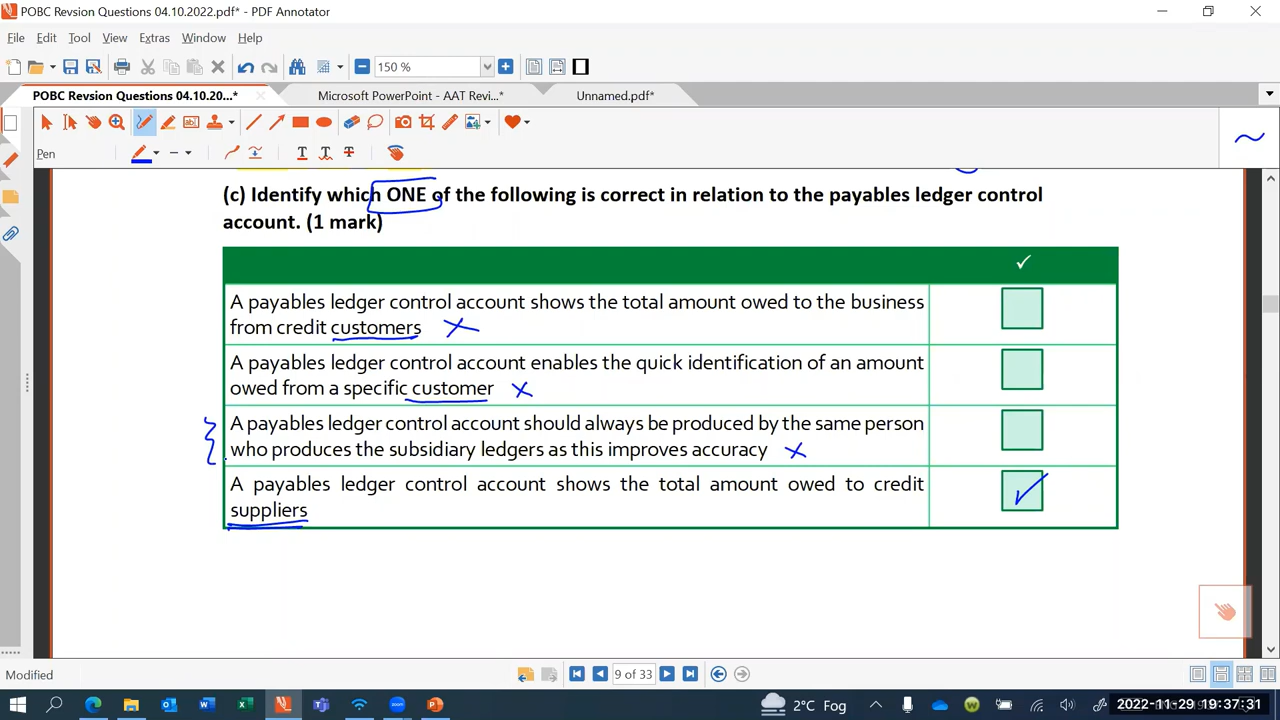 POBC Revision Questions 04.10.2022.pdf* - PDF Annotator
File Edit Tool View Extras Window Help
150 %
POBC Revsion Questions 04.10.20...* Microsoft PowerPoint - AAT Revi...* Unnamed.pdf*
Pen
(c) Identify which ONE of the following is correct in relation to the payables ledger control
account. (1 mark)
✓
A payables ledger control account shows the total amount owed to the business
from credit customers
A payables ledger control account enables the quick identification of an amount
owed from a specific customer
A payables ledger control account should always be produced by the same person
who produces the subsidiary ledgers as this improves accuracy
A payables ledger control account shows the total amount owed to credit
suppliers
Modified
9 of 33
2°C Fog
2022-11-29 19:37:31